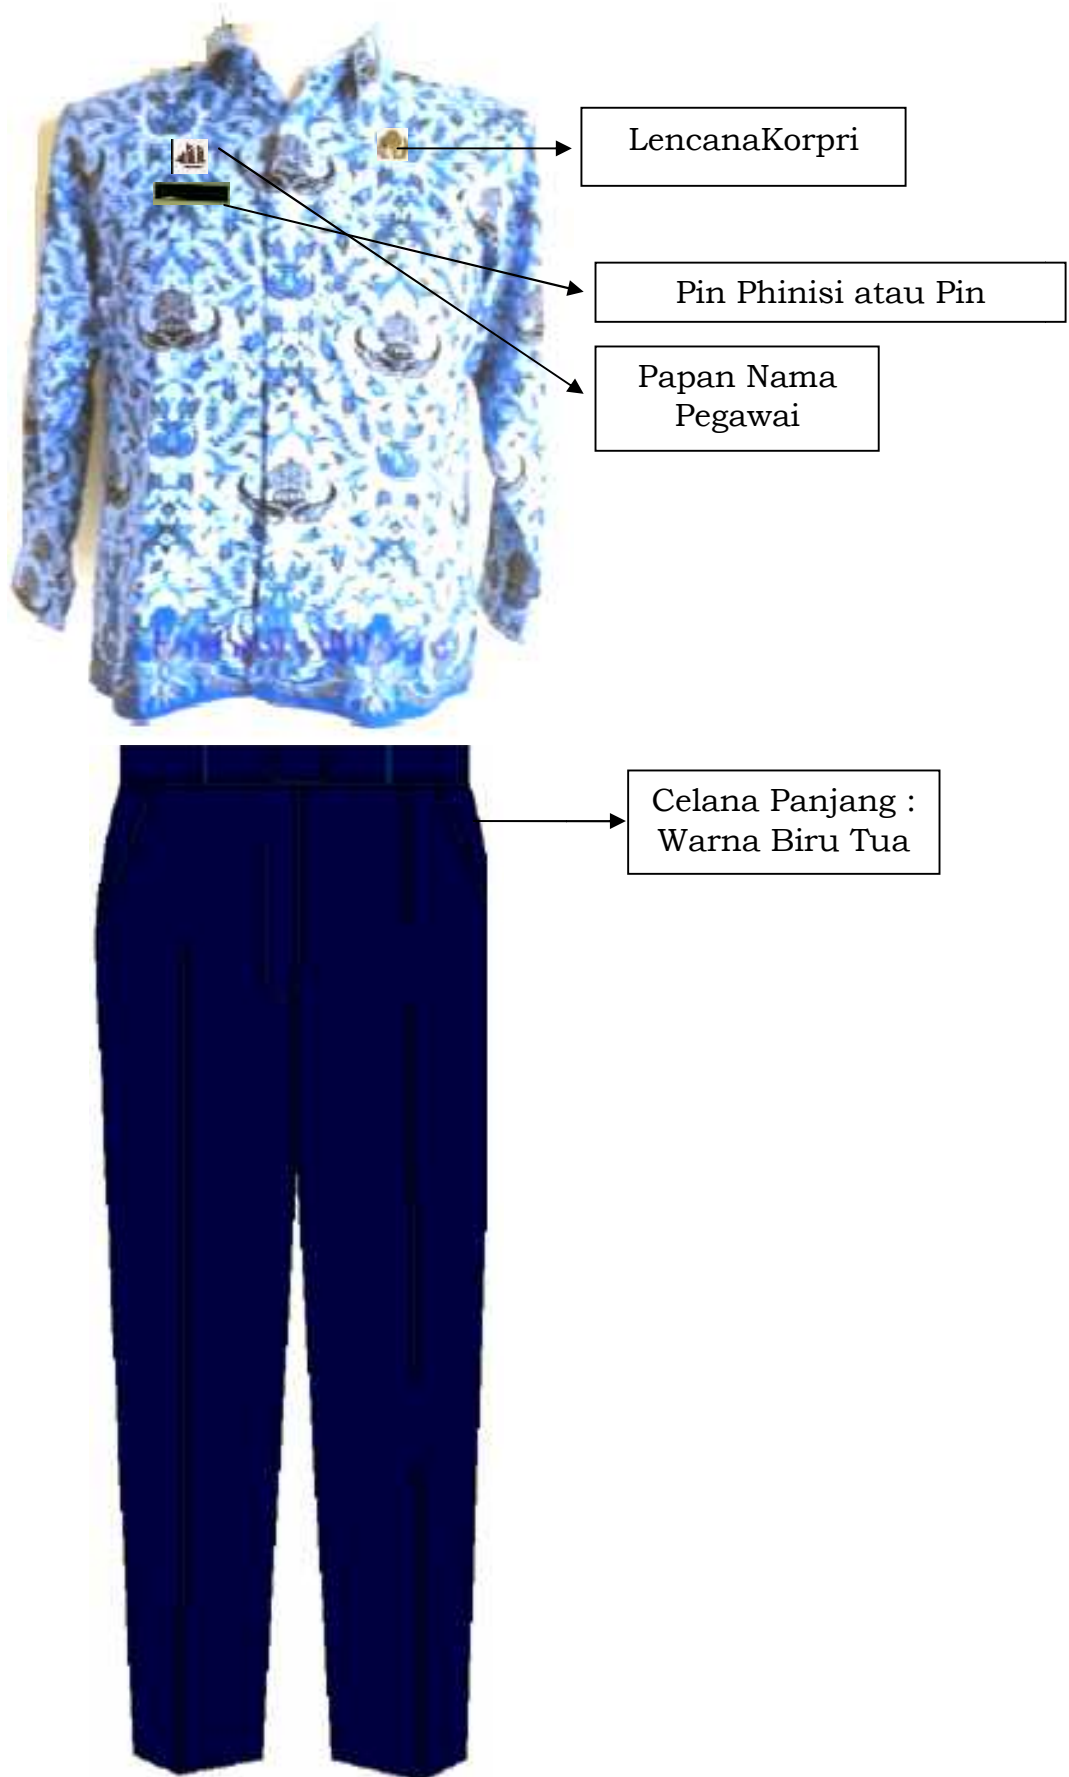 LencanaKorpri
Pin Phinisi atau Pin
Papan Nama
Pegawai
Celana Panjang :
Warna Biru Tua